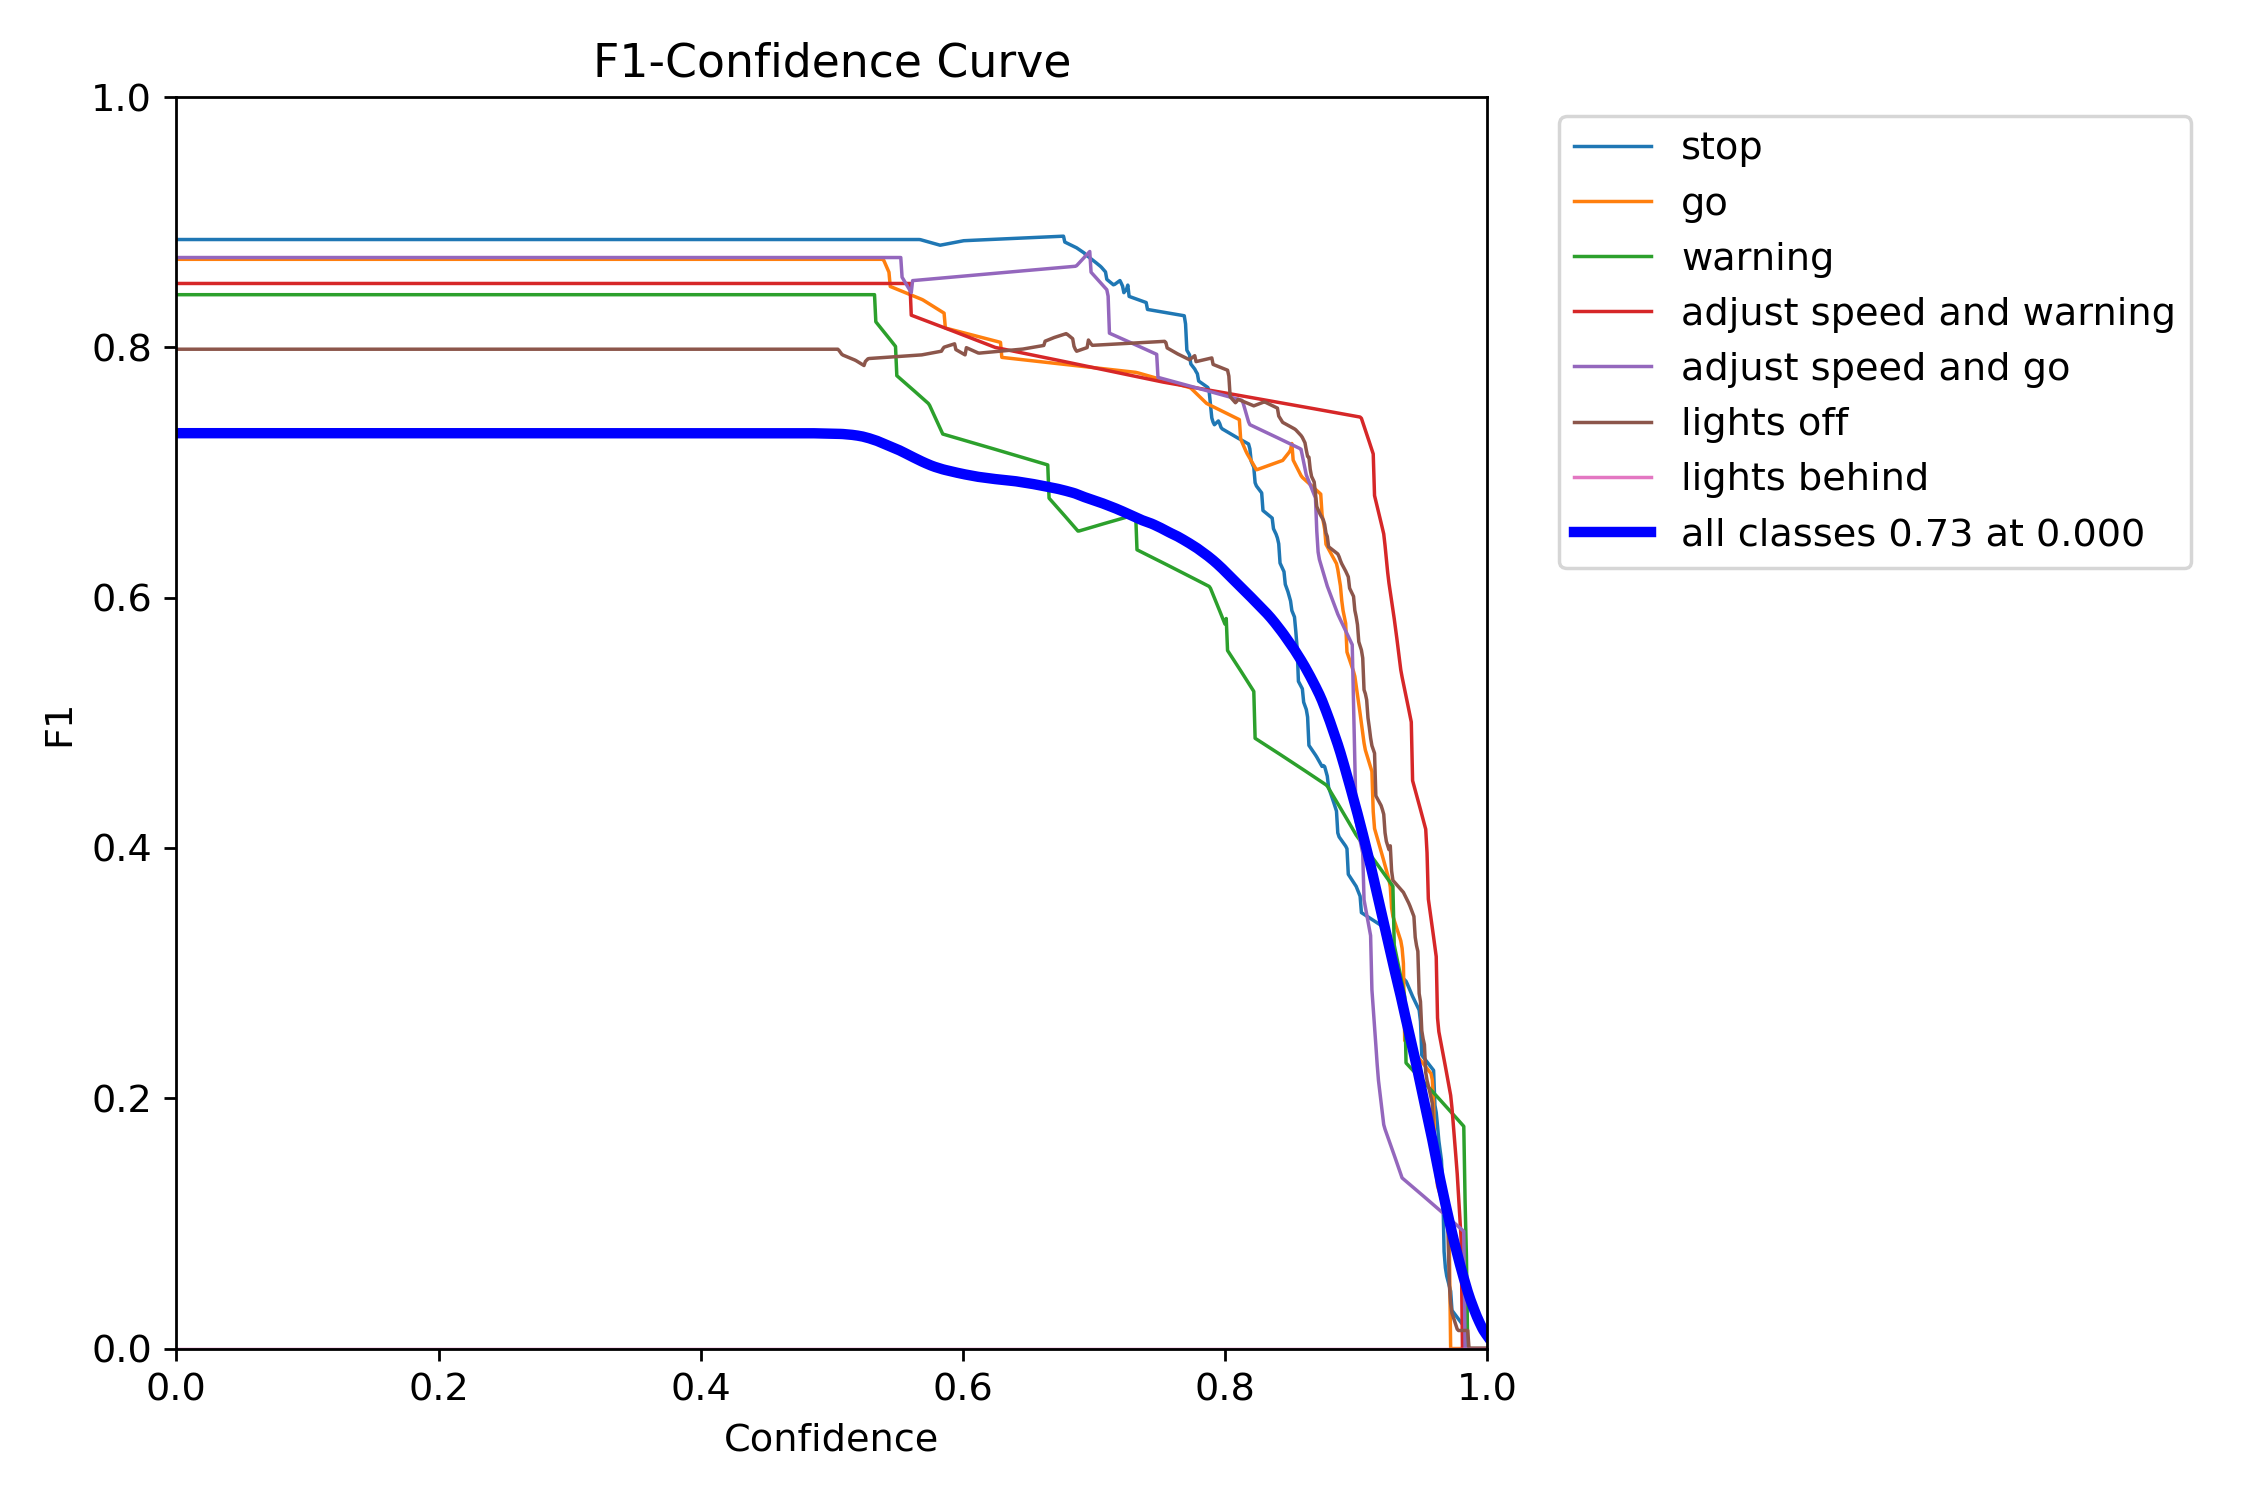 F1-Confidence Curve
1.0
0.8
0.6
0.4
0.2
0.0
F1
0.0 0.2 0.4 0.6 0.8 1.0
Confidence
stop
go
warning
adjust speed and warning
adjust speed and go
lights off
lights behind
all classes 0.73 at 0.000